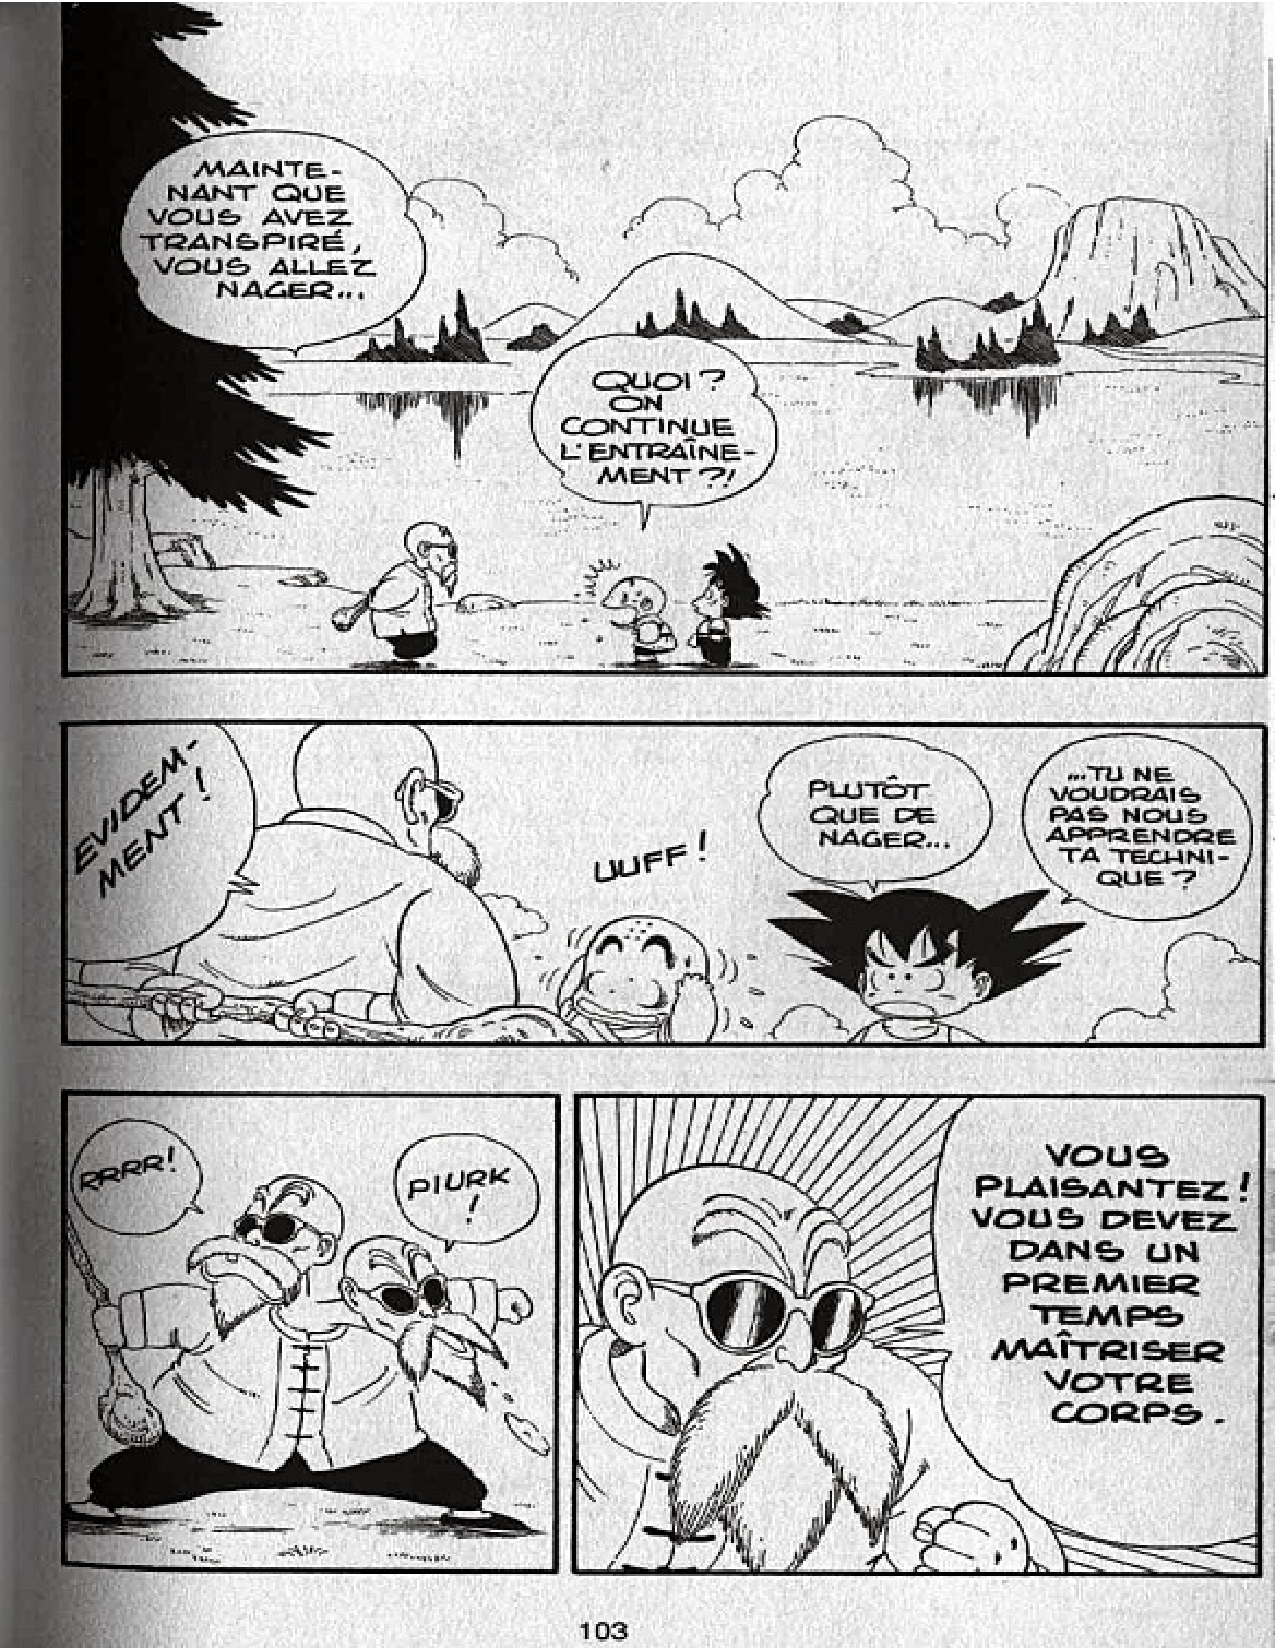 MAINTE-
NANT QUE
VOUS AVEZ
TRANSPIRÉ,
VOUS ALLEZ
NAGER...
QUOI ?
ON
CONTINUE
L'ENTRAÎNE-
MENT ?!
EVIDEM-
MENT !
UUFF !
PLUTÔT
QUE DE
NAGER...
...TU NE
VOUDRAIS
PAS NOUS
APPRENDRE
TA TECHNI-
QUE ?
RRRR !
PIURK
!
VOUS
PLAISANTEZ !
VOUS DEVEZ
DANS UN
PREMIER
TEMPS
MAÎTRISER
VOTRE
CORPS.
103